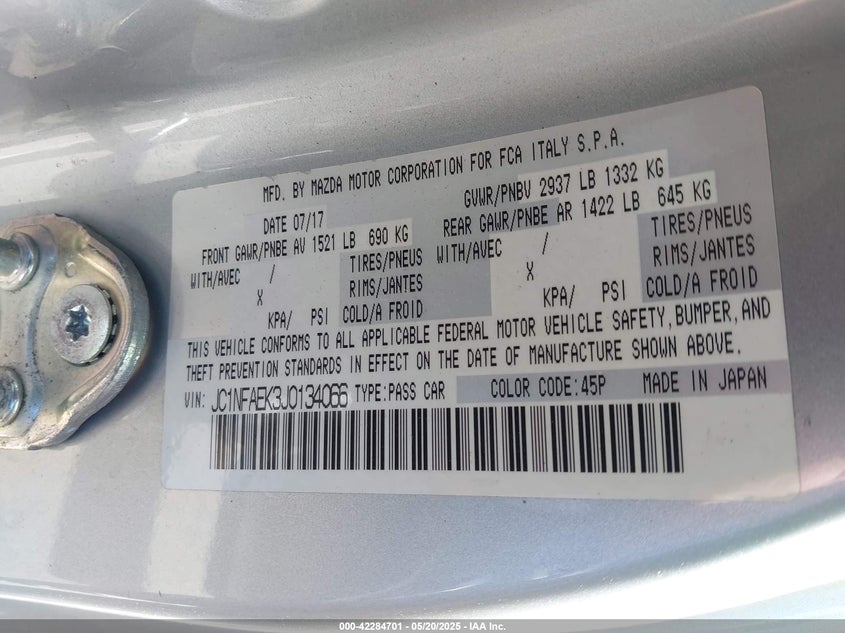 MFD. BY MAZDA MOTOR CORPORATION FOR FCA ITALY S.P.A.
DATE 07/17 GVWR/PNBV 2937 LB 1332 KG
FRONT GAWR/PNBE AV 1521 LB 690 KG REAR GAWR/PNBE AR 1422 LB 645 KG
WITH/AVEC / TIRES/PNEUS WITH/AVEC / TIRES/PNEUS
X RIMS/JANTES X RIMS/JANTES
KPA/ PSI COLD/A FROID KPA/ PSI COLD/A FROID
THIS VEHICLE CONFORMS TO ALL APPLICABLE FEDERAL MOTOR VEHICLE SAFETY, BUMPER, AND
THEFT PREVENTION STANDARDS IN EFFECT ON THE DATE OF MANUFACTURE SHOWN ABOVE.
VIN: JC1NFAEK3J0134066 TYPE:PASS CAR COLOR CODE:45P MADE IN JAPAN
000-42284701 - 05/20/2025 - IAA Inc.